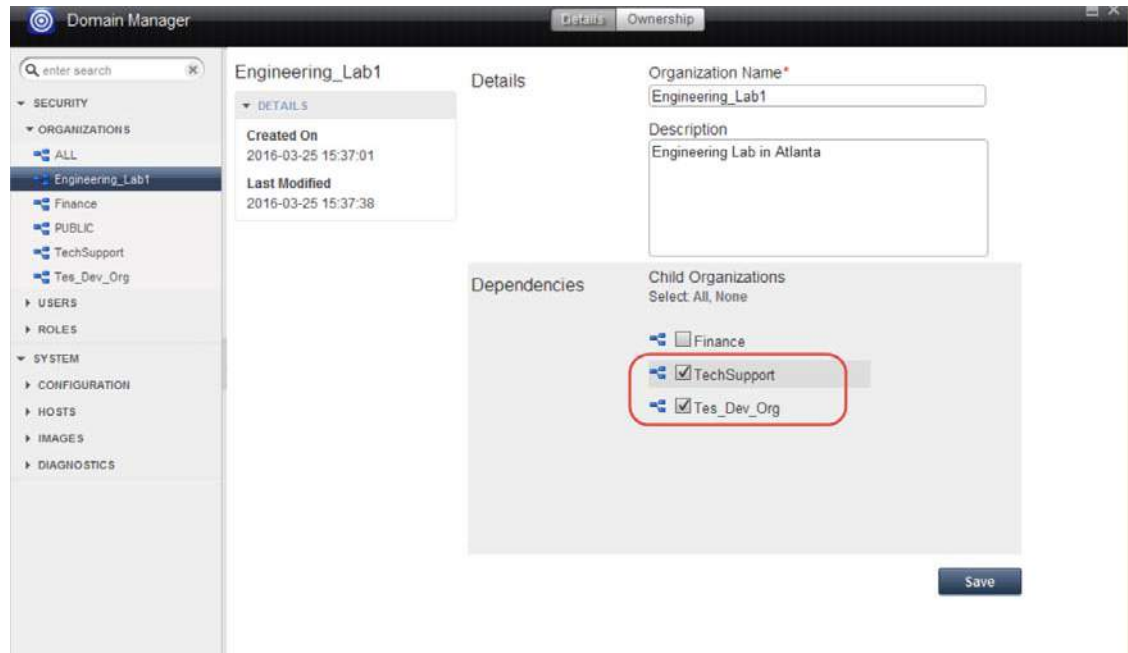 Domain Manager
Details
Ownership
enter search
SECURITY
ORGANIZATIONS
ALL
Engineering_Lab1
Finance
PUBLIC
TechSupport
Tes_Dev_Org
USERS
ROLES
SYSTEM
CONFIGURATION
HOSTS
IMAGES
DIAGNOSTICS
Engineering_Lab1
DETAILS
Created On
2016-03-25 15:37:01
Last Modified
2016-03-25 15:37:38
Details
Organization Name*
Engineering_Lab1
Description
Engineering Lab in Atlanta
Dependencies
Child Organizations
Select: All, None
Finance
TechSupport
Tes_Dev_Org
Save